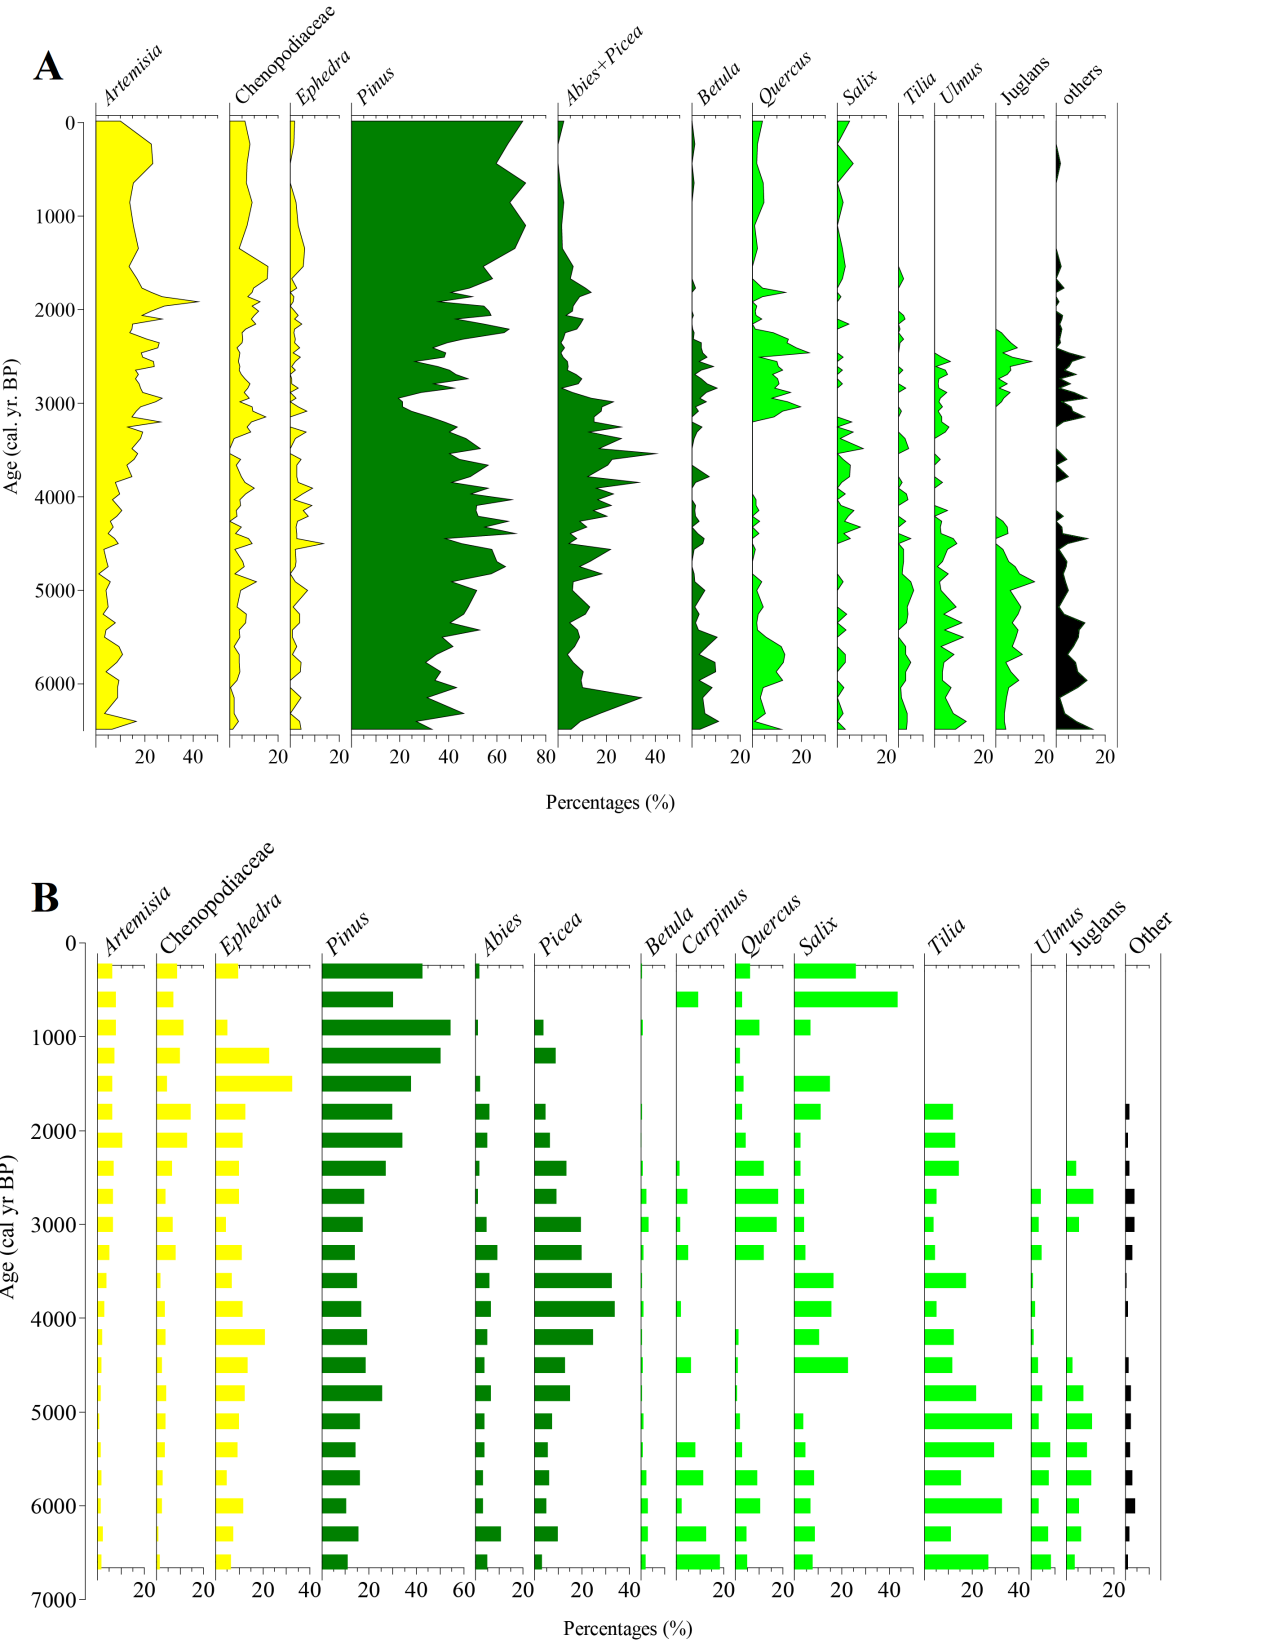 A
Artemisia
Chenopodiaceae
Ephedra
Pinus
Abies+Picea
Betula
Quercus
Salix
Tilia
Ulmus
Juglans
others
0
1000
2000
3000
4000
5000
6000
Age (cal. yr. BP)
20 40 20 20 20 40 60 80 20 40 20 20 20 20 20 20
Percentages (%)
B
Artemisia
Chenopodiaceae
Ephedra
Pinus
Abies
Picea
Betula
Carpinus
Quercus
Salix
Tilia
Ulmus
Juglans
Other
0
1000
2000
3000
4000
5000
6000
7000
Age (cal yr BP)
20 20 20 40 20 40 60 20 20 40 20 20 20 40 20 40 20
Percentages (%)